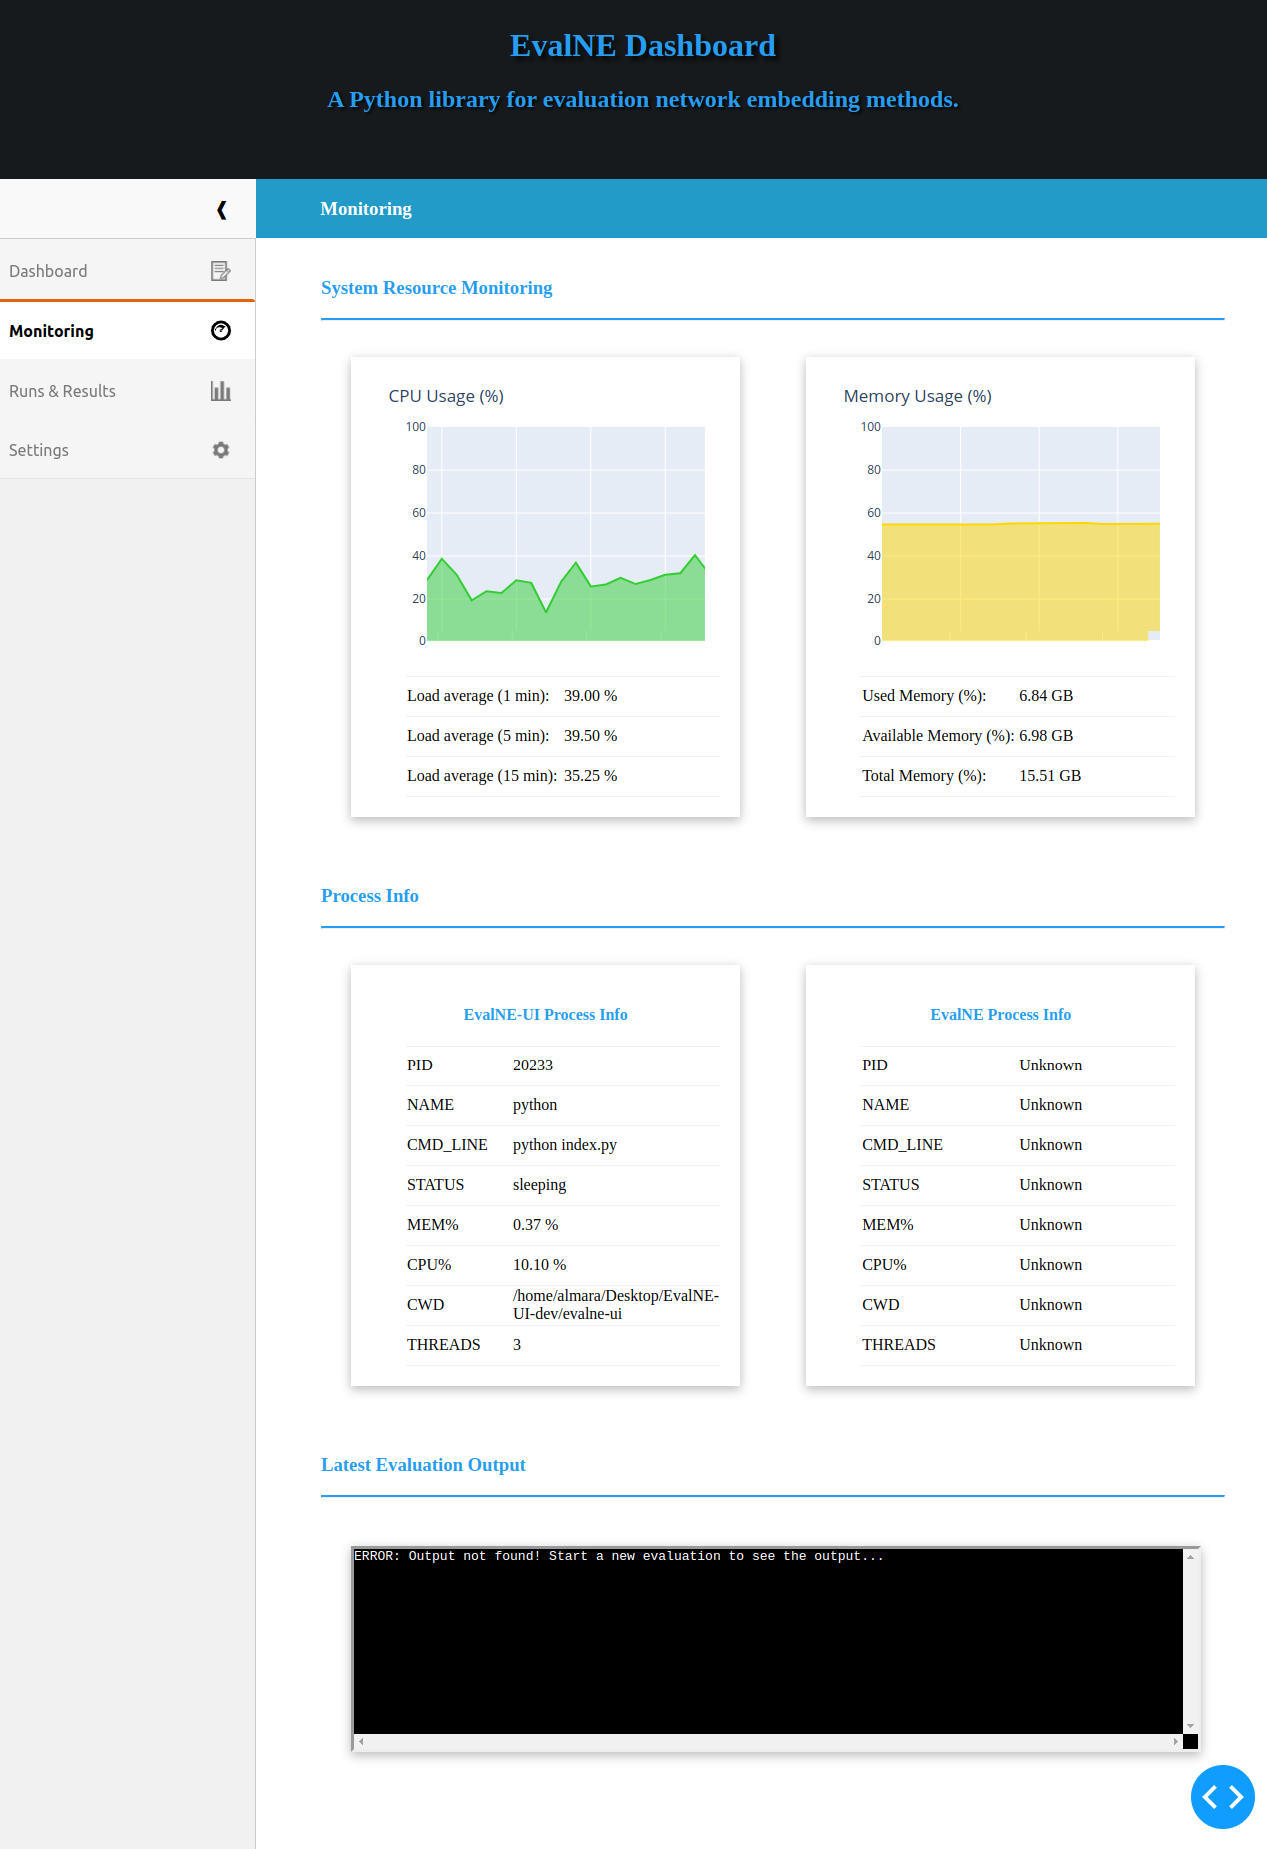 EvalNE Dashboard
A Python library for evaluation network embedding methods.
Monitoring
Dashboard
Monitoring
Runs & Results
Settings
System Resource Monitoring
CPU Usage (%)
100
80
60
40
20
0
Load average (1 min): 39.00 %
Load average (5 min): 39.50 %
Load average (15 min): 35.25 %
Memory Usage (%)
100
80
60
40
20
0
Used Memory (%): 6.84 GB
Available Memory (%): 6.98 GB
Total Memory (%): 15.51 GB
Process Info
EvalNE-UI Process Info
PID 20233
NAME python
CMD_LINE python index.py
STATUS sleeping
MEM% 0.37 %
CPU% 10.10 %
CWD /home/almara/Desktop/EvalNE-
UI-dev/evalne-ui
THREADS 3
EvalNE Process Info
PID Unknown
NAME Unknown
CMD_LINE Unknown
STATUS Unknown
MEM% Unknown
CPU% Unknown
CWD Unknown
THREADS Unknown
Latest Evaluation Output
ERROR: Output not found! Start a new evaluation to see the output...